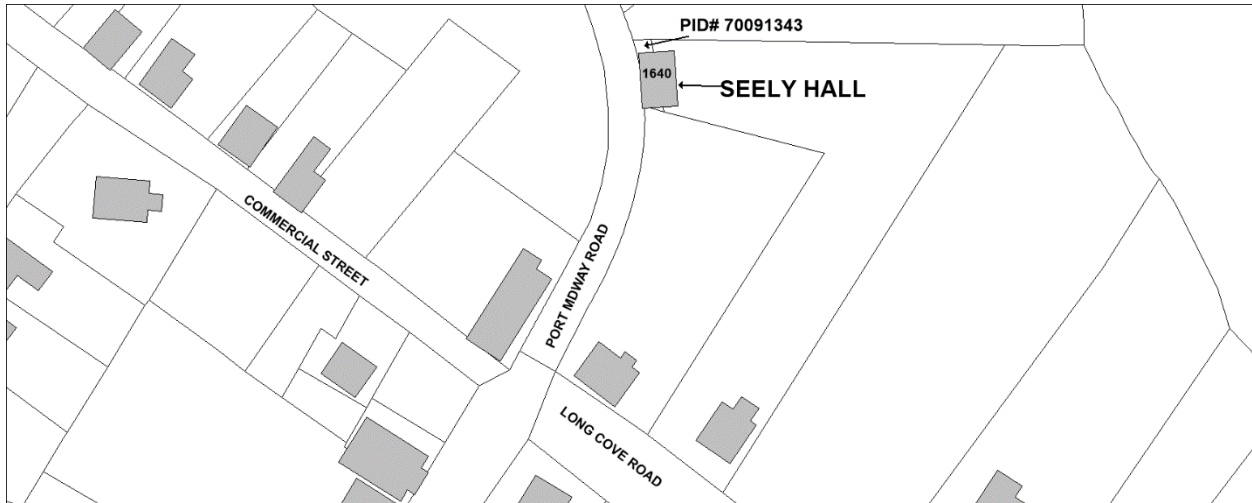 PID# 70091343
1640
SEELY HALL
COMMERCIAL STREET
PORT MDWAY ROAD
LONG COVE ROAD